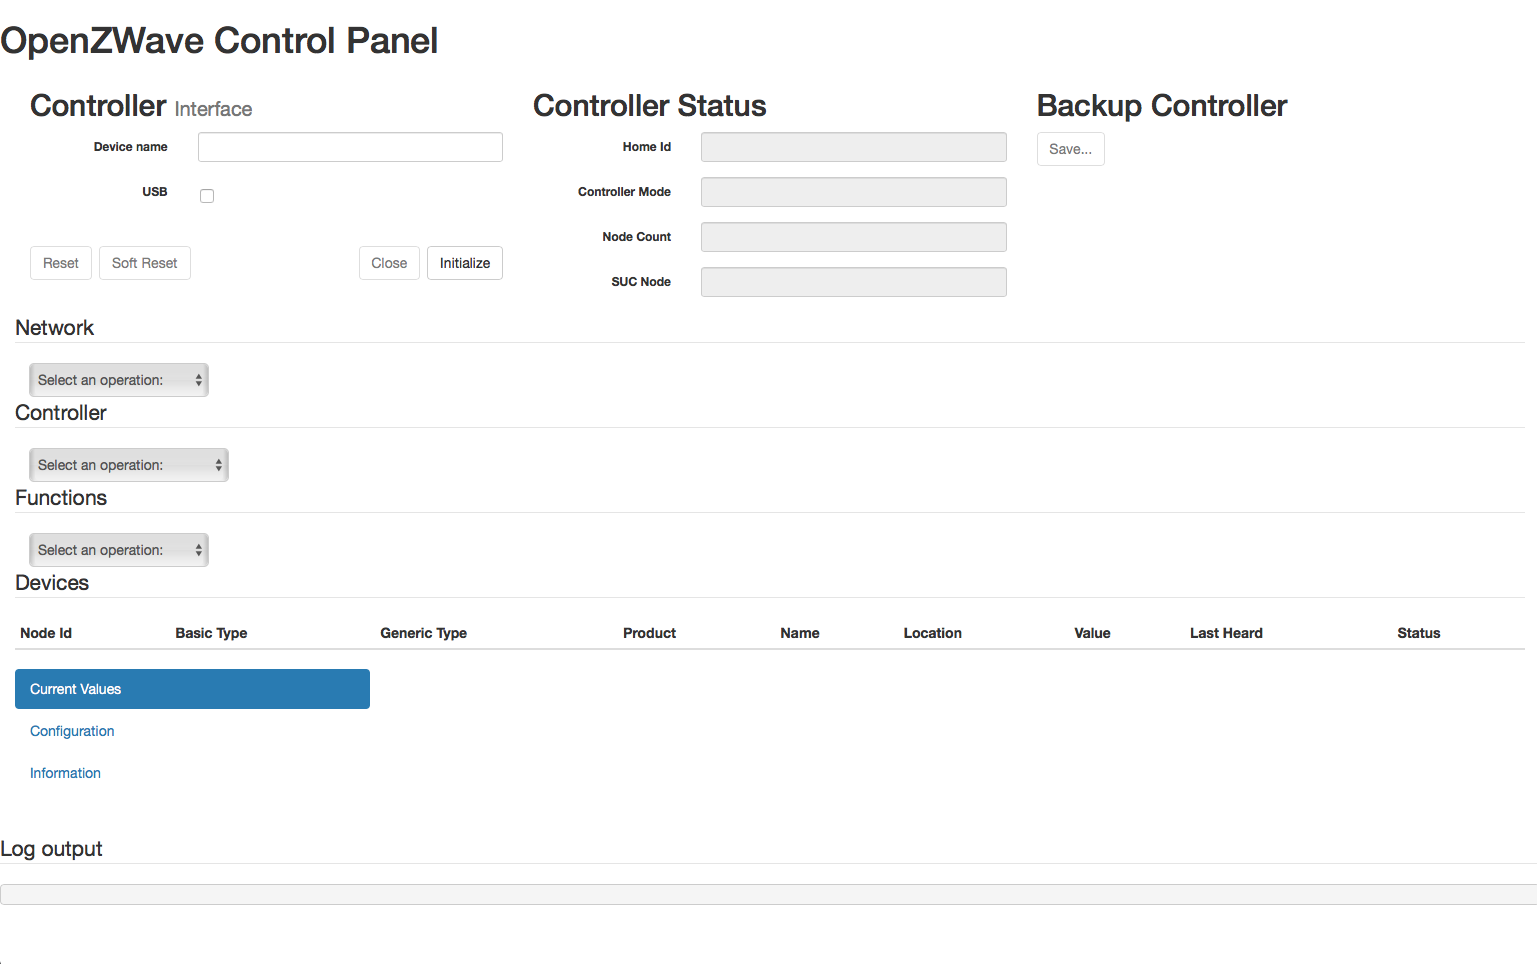 OpenZWave Control Panel
Controller Interface
Device name
USB
Reset Soft Reset Close Initialize
Controller Status
Home Id
Controller Mode
Node Count
SUC Node
Backup Controller
Save...
Network
Select an operation:
Controller
Select an operation:
Functions
Select an operation:
Devices
Node Id Basic Type Generic Type Product Name Location Value Last Heard Status
Current Values
Configuration
Information
Log output